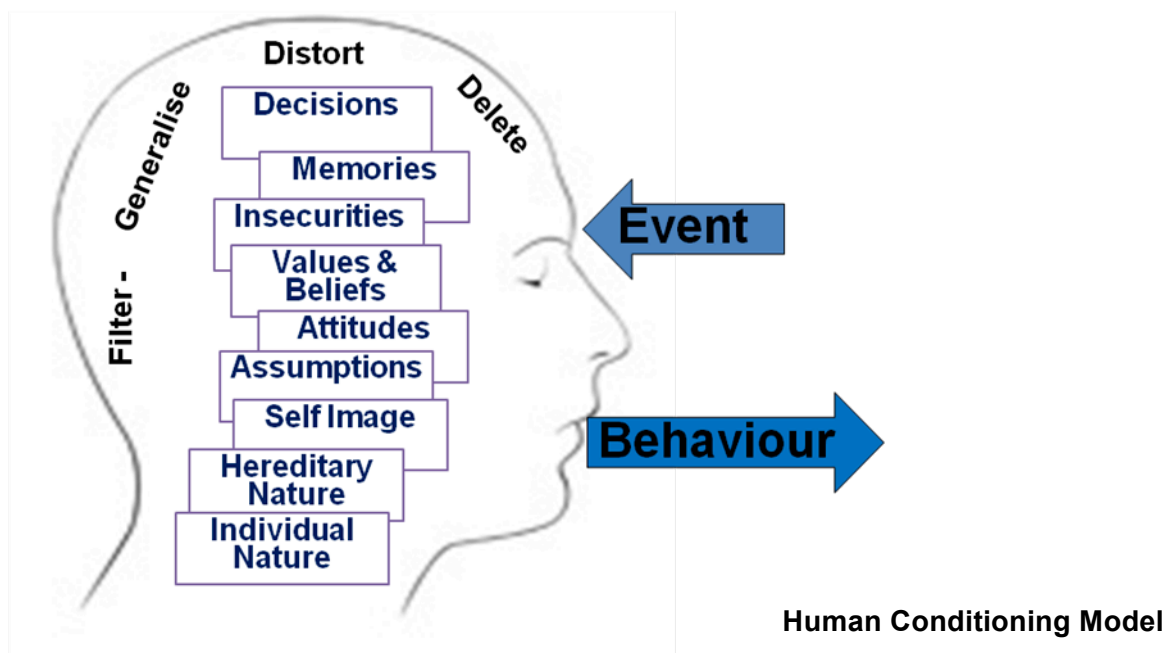 Distort
Delete
Filter - Generalise
Decisions
Memories
Insecurities
Values &
Beliefs
Attitudes
Assumptions
Self Image
Hereditary
Nature
Individual
Nature
Event
Behaviour
Human Conditioning Model